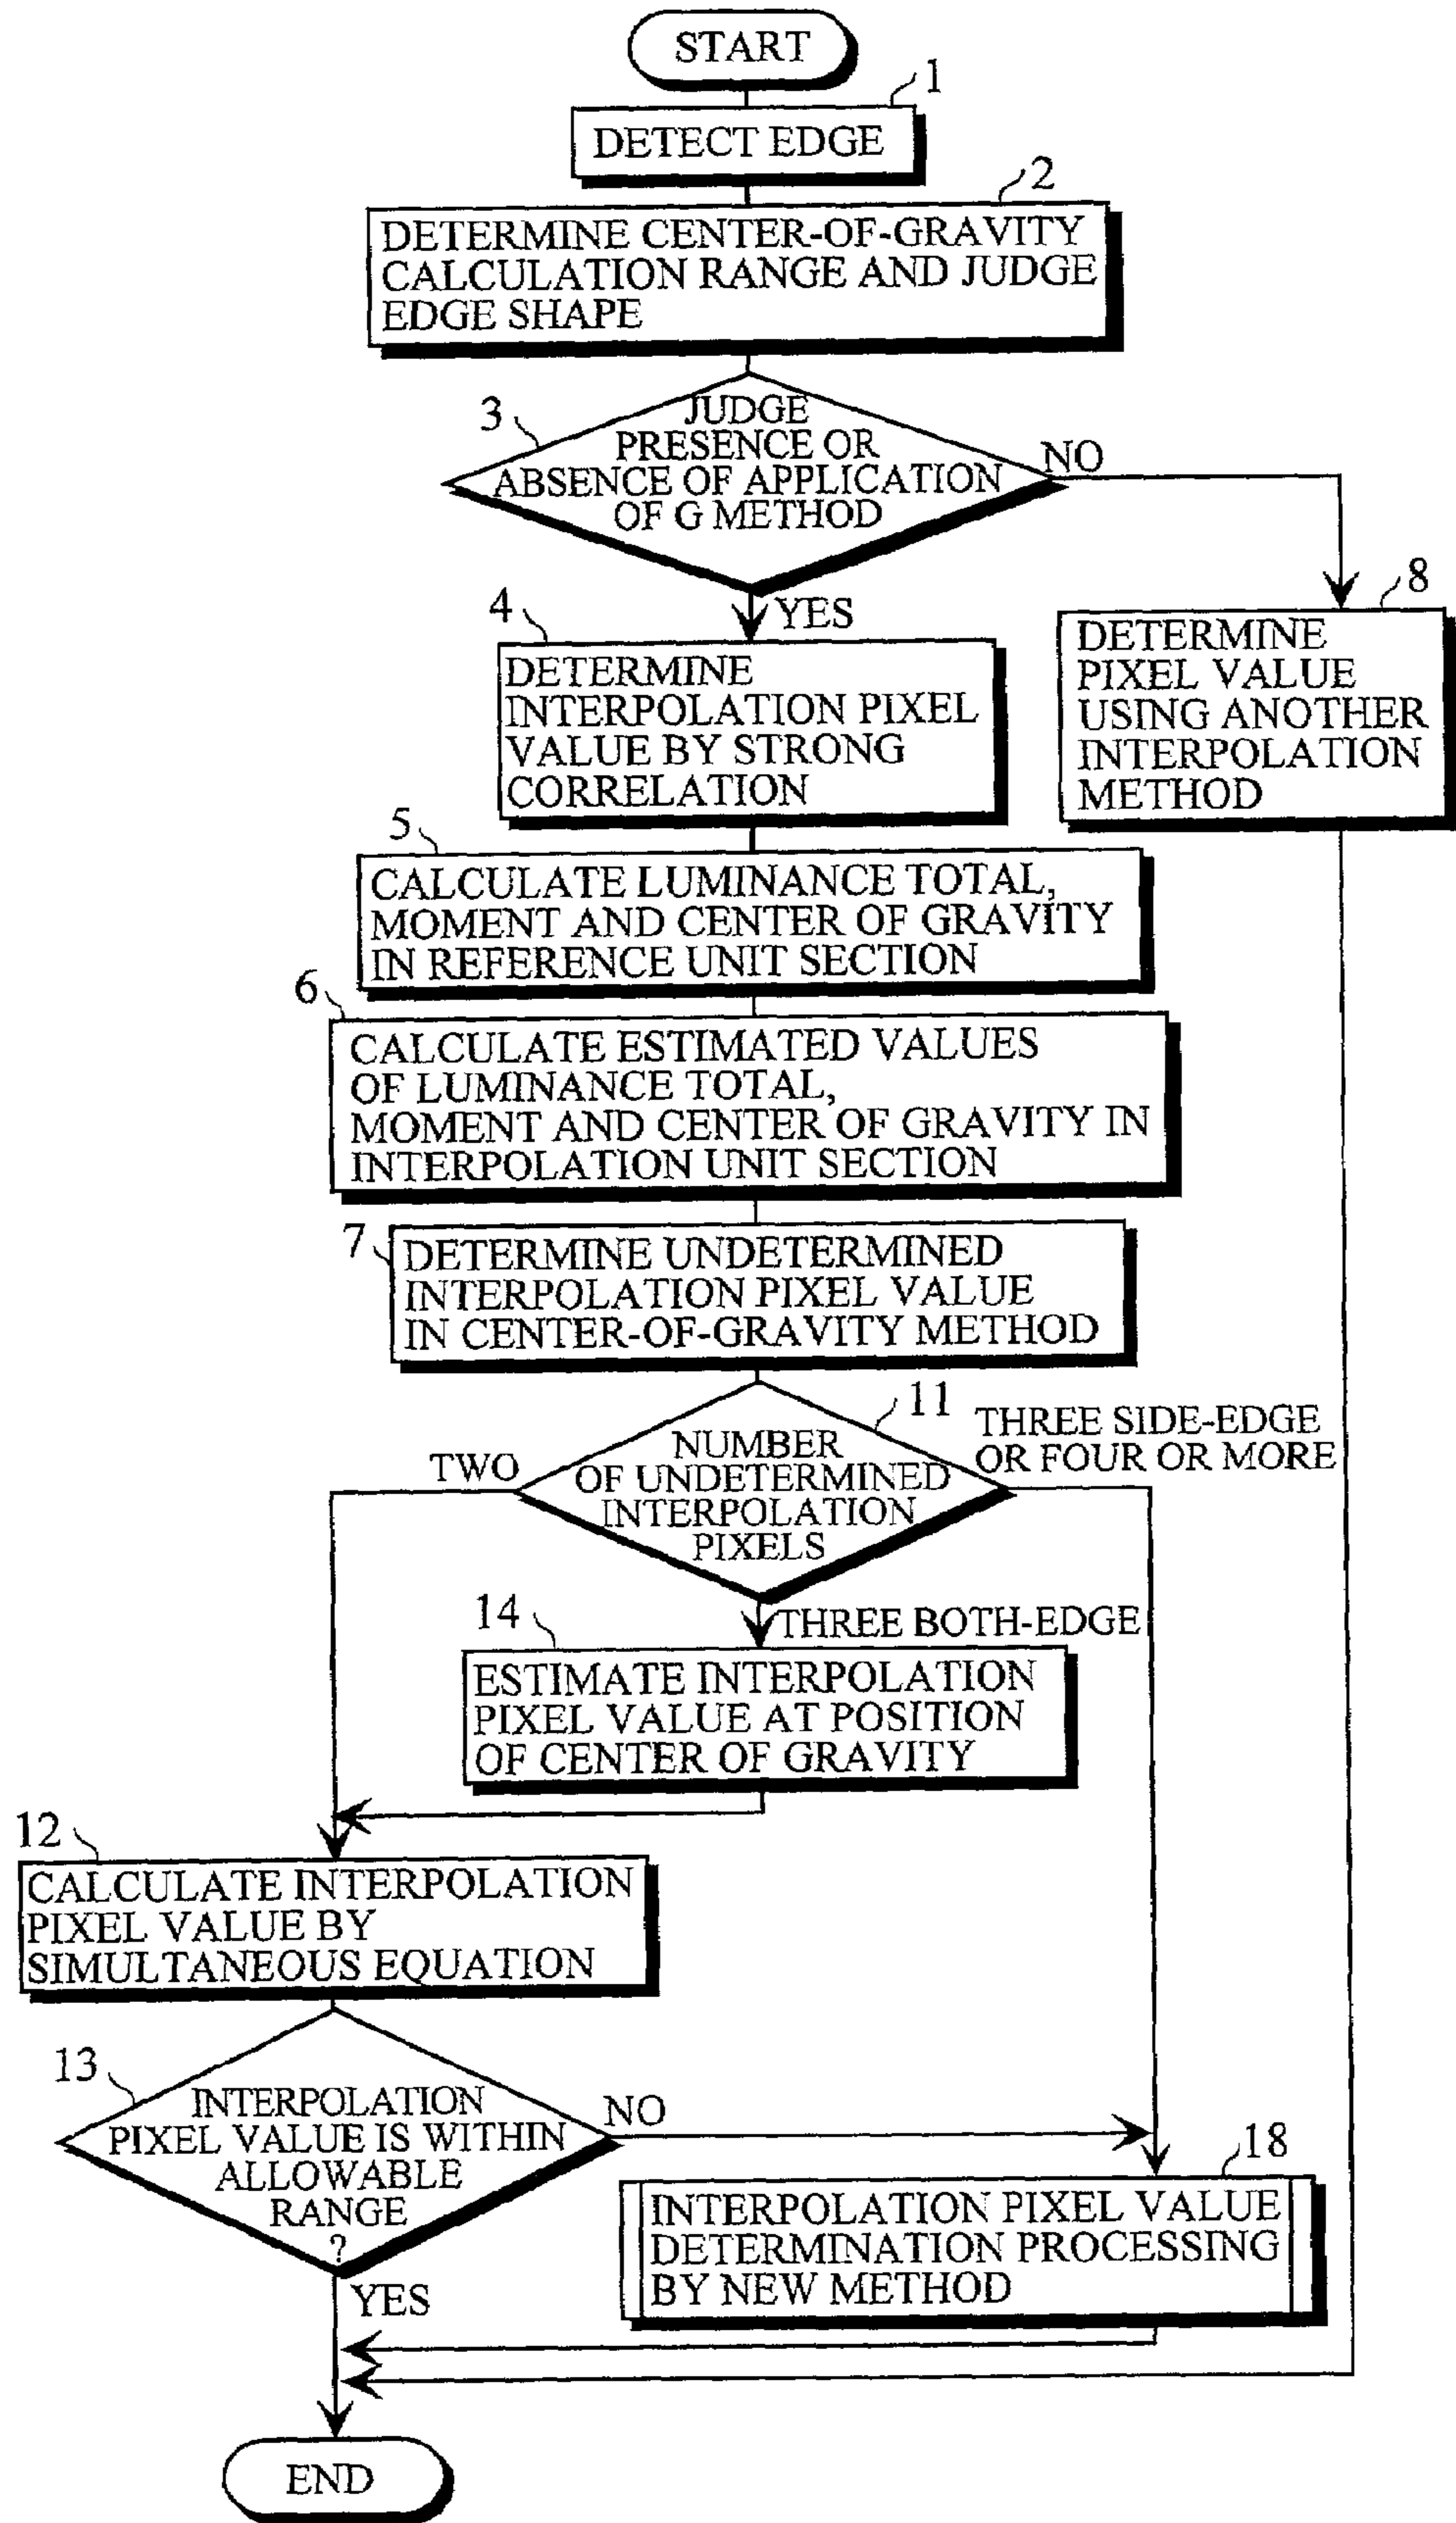 START
1
DETECT EDGE
2
DETERMINE CENTER-OF-GRAVITY
CALCULATION RANGE AND JUDGE
EDGE SHAPE
3
JUDGE
PRESENCE OR
ABSENCE OF APPLICATION
OF G METHOD
NO
YES
4
DETERMINE
INTERPOLATION PIXEL
VALUE BY STRONG
CORRELATION
8
DETERMINE
PIXEL VALUE
USING ANOTHER
INTERPOLATION
METHOD
5
CALCULATE LUMINANCE TOTAL,
MOMENT AND CENTER OF GRAVITY
IN REFERENCE UNIT SECTION
6
CALCULATE ESTIMATED VALUES
OF LUMINANCE TOTAL,
MOMENT AND CENTER OF GRAVITY IN
INTERPOLATION UNIT SECTION
7
DETERMINE UNDETERMINED
INTERPOLATION PIXEL VALUE
IN CENTER-OF-GRAVITY METHOD
11
NUMBER
OF UNDETERMINED
INTERPOLATION
PIXELS
TWO
THREE SIDE-EDGE
OR FOUR OR MORE
THREE BOTH-EDGE
14
ESTIMATE INTERPOLATION
PIXEL VALUE AT POSITION
OF CENTER OF GRAVITY
12
CALCULATE INTERPOLATION
PIXEL VALUE BY
SIMULTANEOUS EQUATION
13
INTERPOLATION
PIXEL VALUE IS WITHIN
ALLOWABLE
RANGE
?
NO
YES
18
INTERPOLATION PIXEL VALUE
DETERMINATION PROCESSING
BY NEW METHOD
END